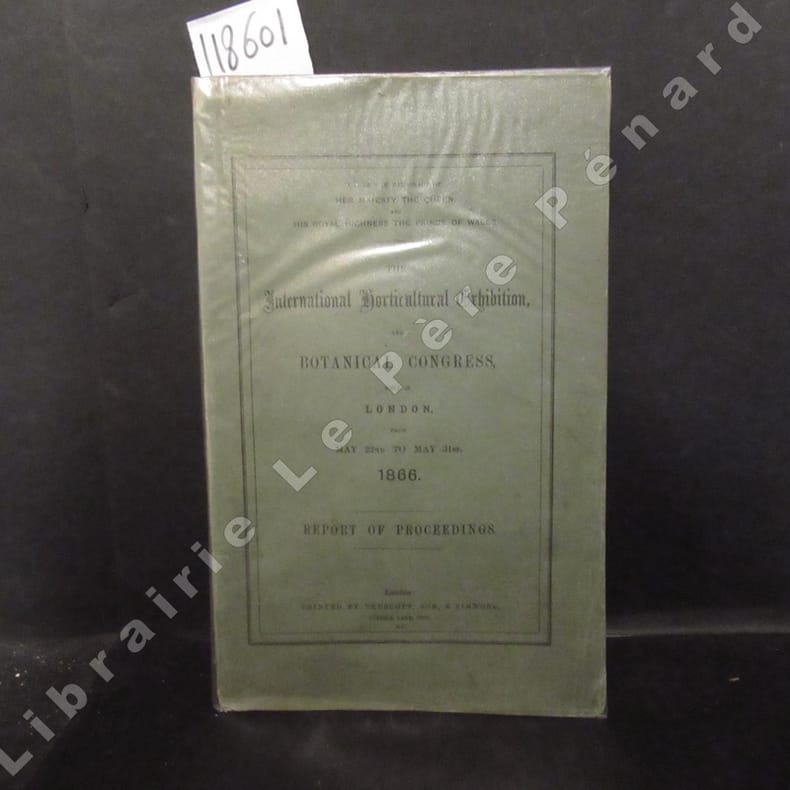 118601
HER MAJESTY THE QUEEN,
AND
HIS ROYAL HIGHNESS THE PRINCE OF WALES.
THE
International Horticultural Exhibition,
AND
BOTANICAL CONGRESS,
LONDON,
FROM
MAY 22ND TO MAY 31ST,
1866.
REPORT OF PROCEEDINGS.
London
PRINTED BY TRUSCOTT, SON, & SIMMONS,
Librairie Le Père Pénard